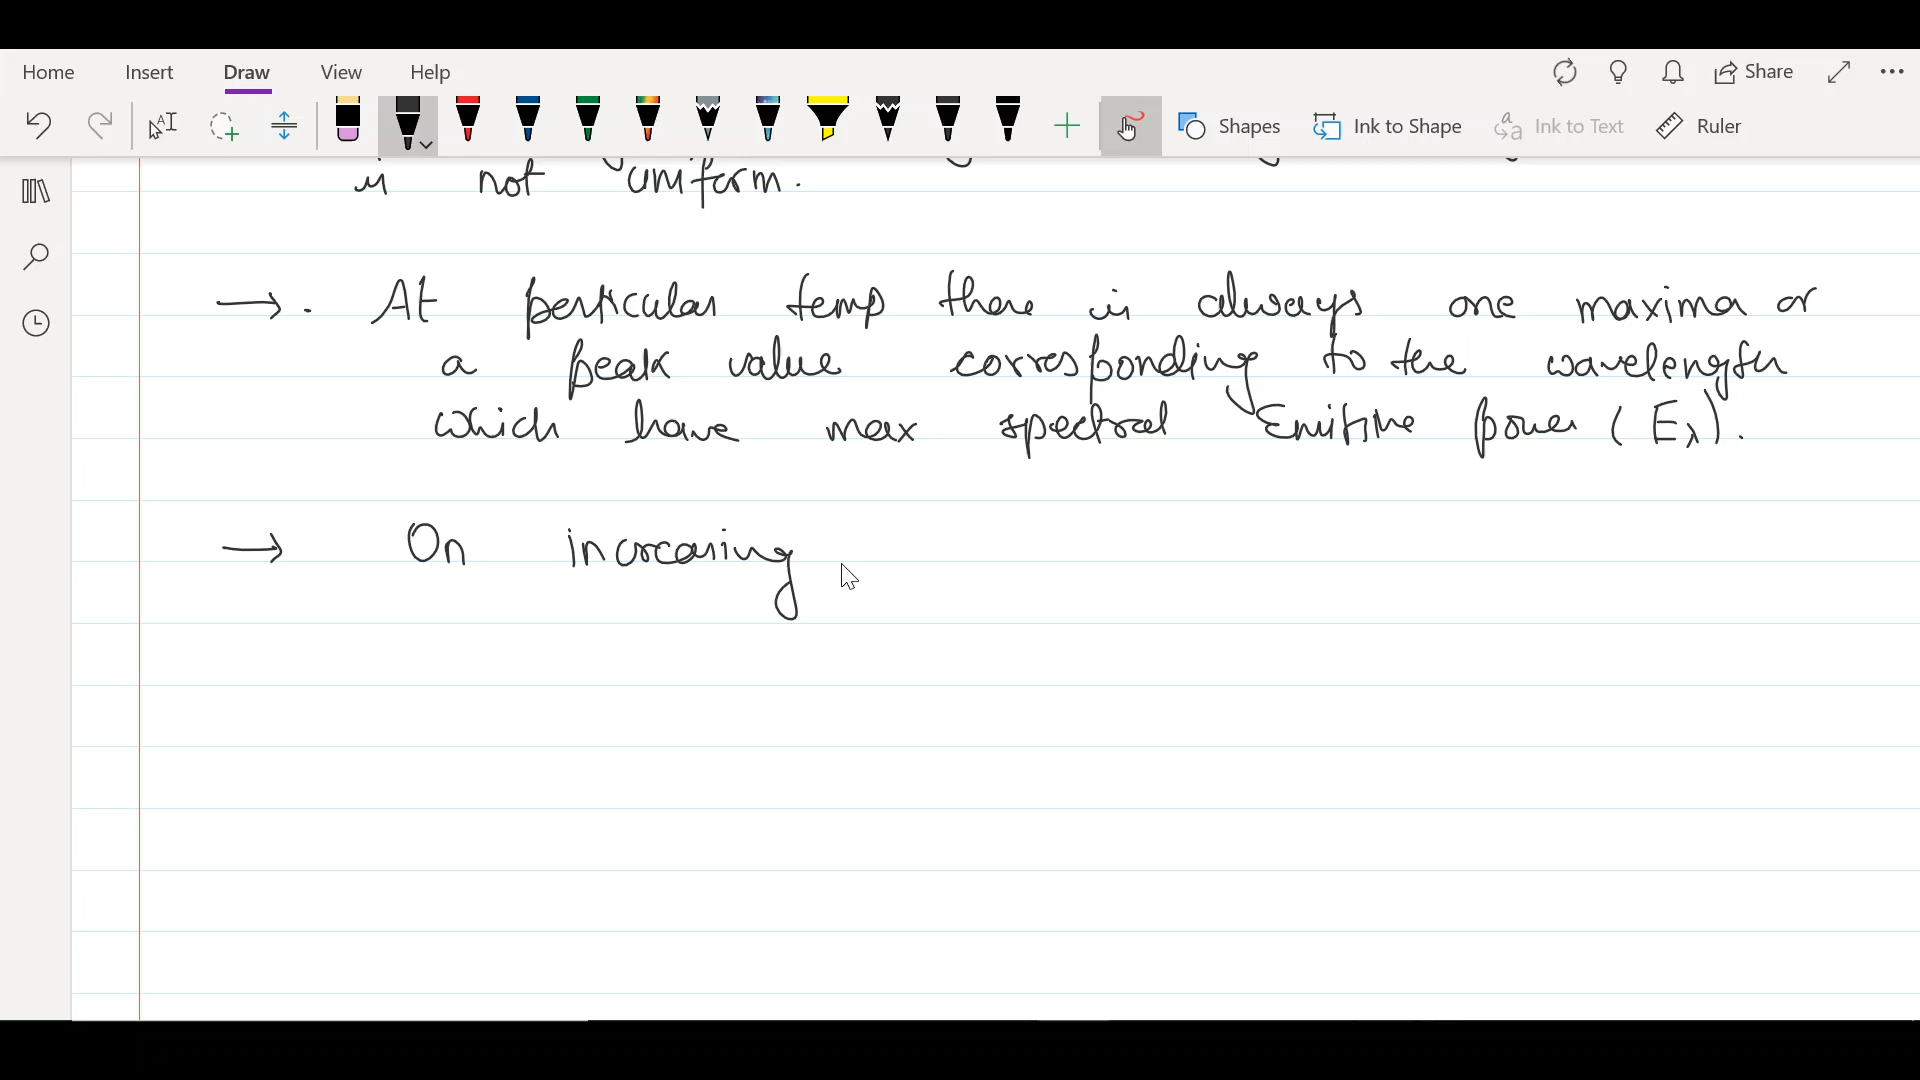 Home Insert Draw View Help Share
Shapes Ink to Shape Ink to Text Ruler
is not uniform.
→. At perticular temp there is always one maxima or
a peak value corresponding to the wavelength
which have max spectral Emitive power (Eλ).
→ On increasing